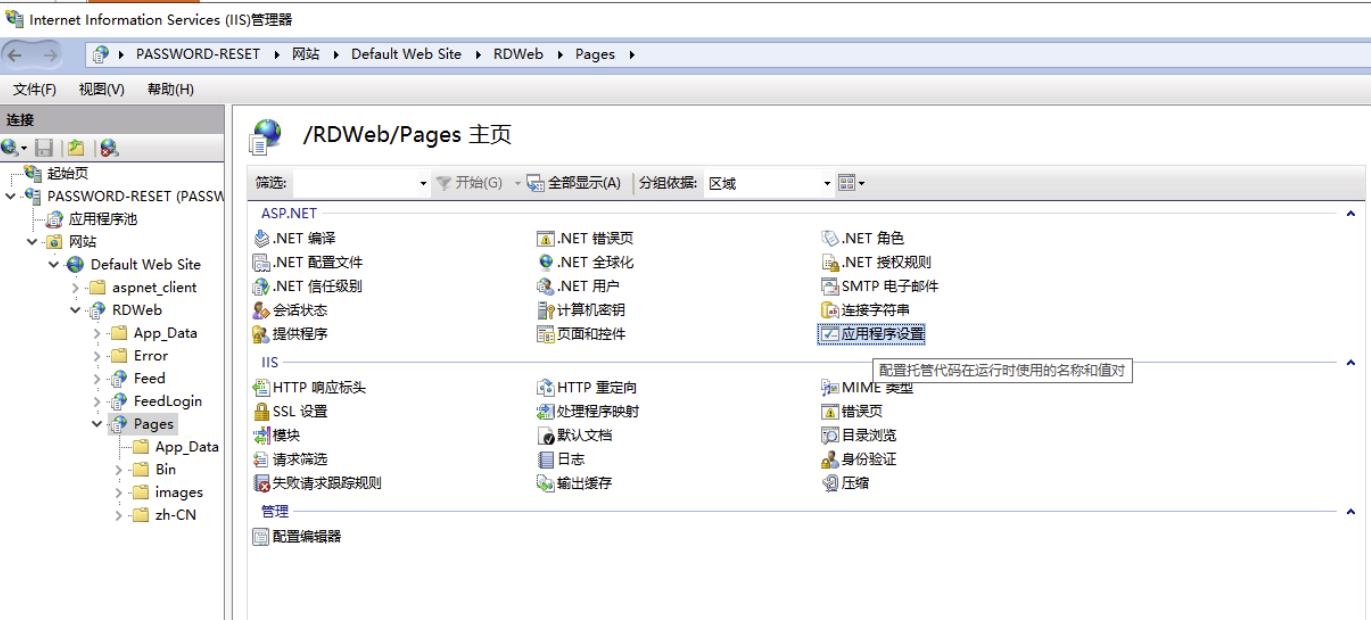 Internet Information Services (IIS)管理器
PASSWORD-RESET 网站 Default Web Site RDWeb Pages
文件(F) 视图(V) 帮助(H)
连接
起始页
PASSWORD-RESET (PASSW
应用程序池
网站
Default Web Site
aspnet_client
RDWeb
App_Data
Error
Feed
FeedLogin
Pages
App_Data
Bin
images
zh-CN
/RDWeb/Pages 主页
筛选: 开始(G) 全部显示(A) 分组依据: 区域
ASP.NET
.NET 编译 .NET 错误页 .NET 角色
.NET 配置文件 .NET 全球化 .NET 授权规则
.NET 信任级别 .NET 用户 SMTP 电子邮件
会话状态 计算机密钥 连接字符串
提供程序 页面和控件 应用程序设置
IIS
配置托管代码在运行时使用的名称和值对
HTTP 响应标头 HTTP 重定向 MIME 类型
SSL 设置 处理程序映射 错误页
模块 默认文档 目录浏览
请求筛选 日志 身份验证
失败请求跟踪规则 输出缓存 压缩
管理
配置编辑器